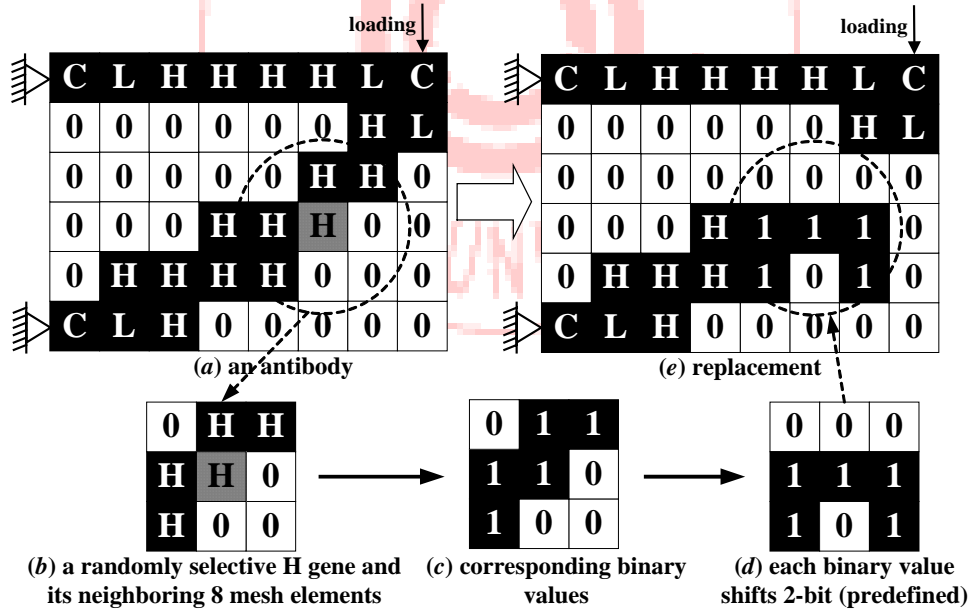 loading
loading
C L H H H H L C
0 0 0 0 0 0 H L
0 0 0 0 0 H H 0
0 0 0 H H H 0 0
0 H H H H 0 0 0
C L H 0 0 0 0 0
(a) an antibody
C L H H H H L C
0 0 0 0 0 0 H L
0 0 0 0 0 0 0 0
0 0 0 H 1 1 1 0
0 H H H 1 0 1 0
C L H 0 0 0 0 0
(e) replacement
0 H H
H H 0
H 0 0
(b) a randomly selective H gene and
its neighboring 8 mesh elements
0 1 1
1 1 0
1 0 0
(c) corresponding binary
values
0 0 0
1 1 1
1 0 1
(d) each binary value
shifts 2-bit (predefined)